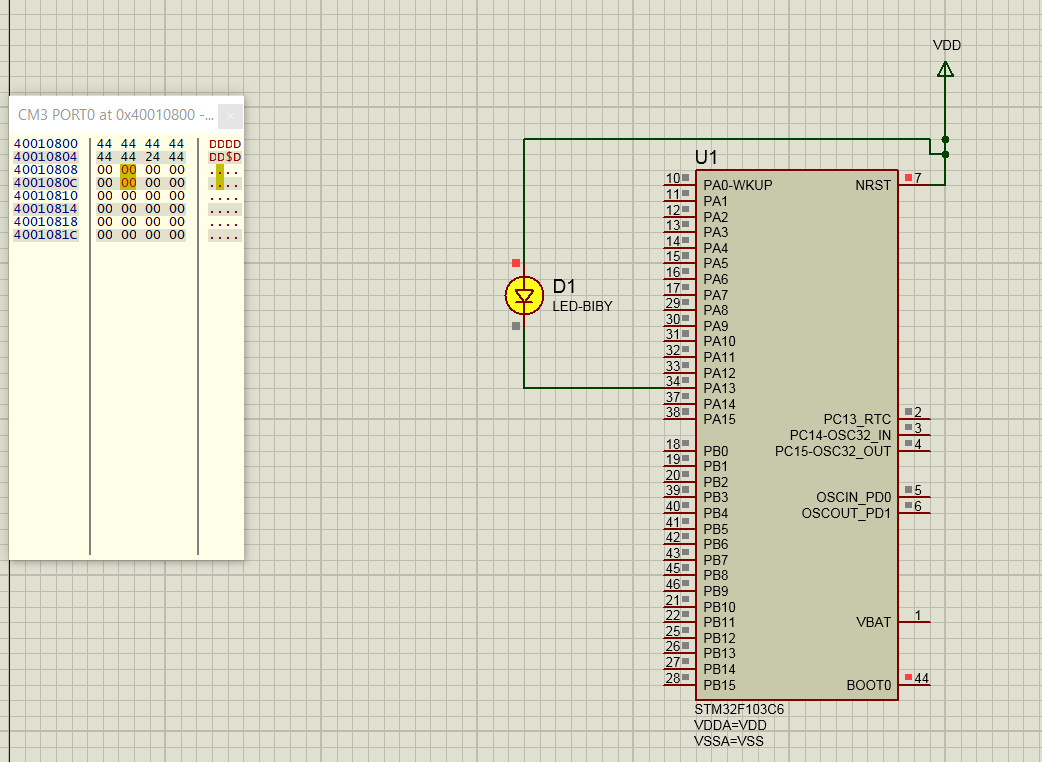 VDD
CM3 PORT0 at 0x40010800 -...
40010800 44 44 44 44 DDDD
40010804 44 44 24 44 DD$D
40010808 00 00 00 00 ....
4001080C 00 00 00 00 ....
40010810 00 00 00 00 ....
40010814 00 00 00 00 ....
40010818 00 00 00 00 ....
4001081C 00 00 00 00 ....
D1
LED-BIBY
U1
10 PA0-WKUP NRST 7
11 PA1
12 PA2
13 PA3
14 PA4
15 PA5
16 PA6
17 PA7
29 PA8
30 PA9
31 PA10
32 PA11
33 PA12
34 PA13
37 PA14
38 PA15
PC13_RTC 2
PC14-OSC32_IN 3
PC15-OSC32_OUT 4
18 PB0
19 PB1
20 PB2
39 PB3 OSCIN_PD0 5
40 PB4 OSCOUT_PD1 6
41 PB5
42 PB6
43 PB7
45 PB8
46 PB9
21 PB10
22 PB11 VBAT 1
25 PB12
26 PB13
27 PB14
28 PB15 BOOT0 44
STM32F103C6
VDDA=VDD
VSSA=VSS